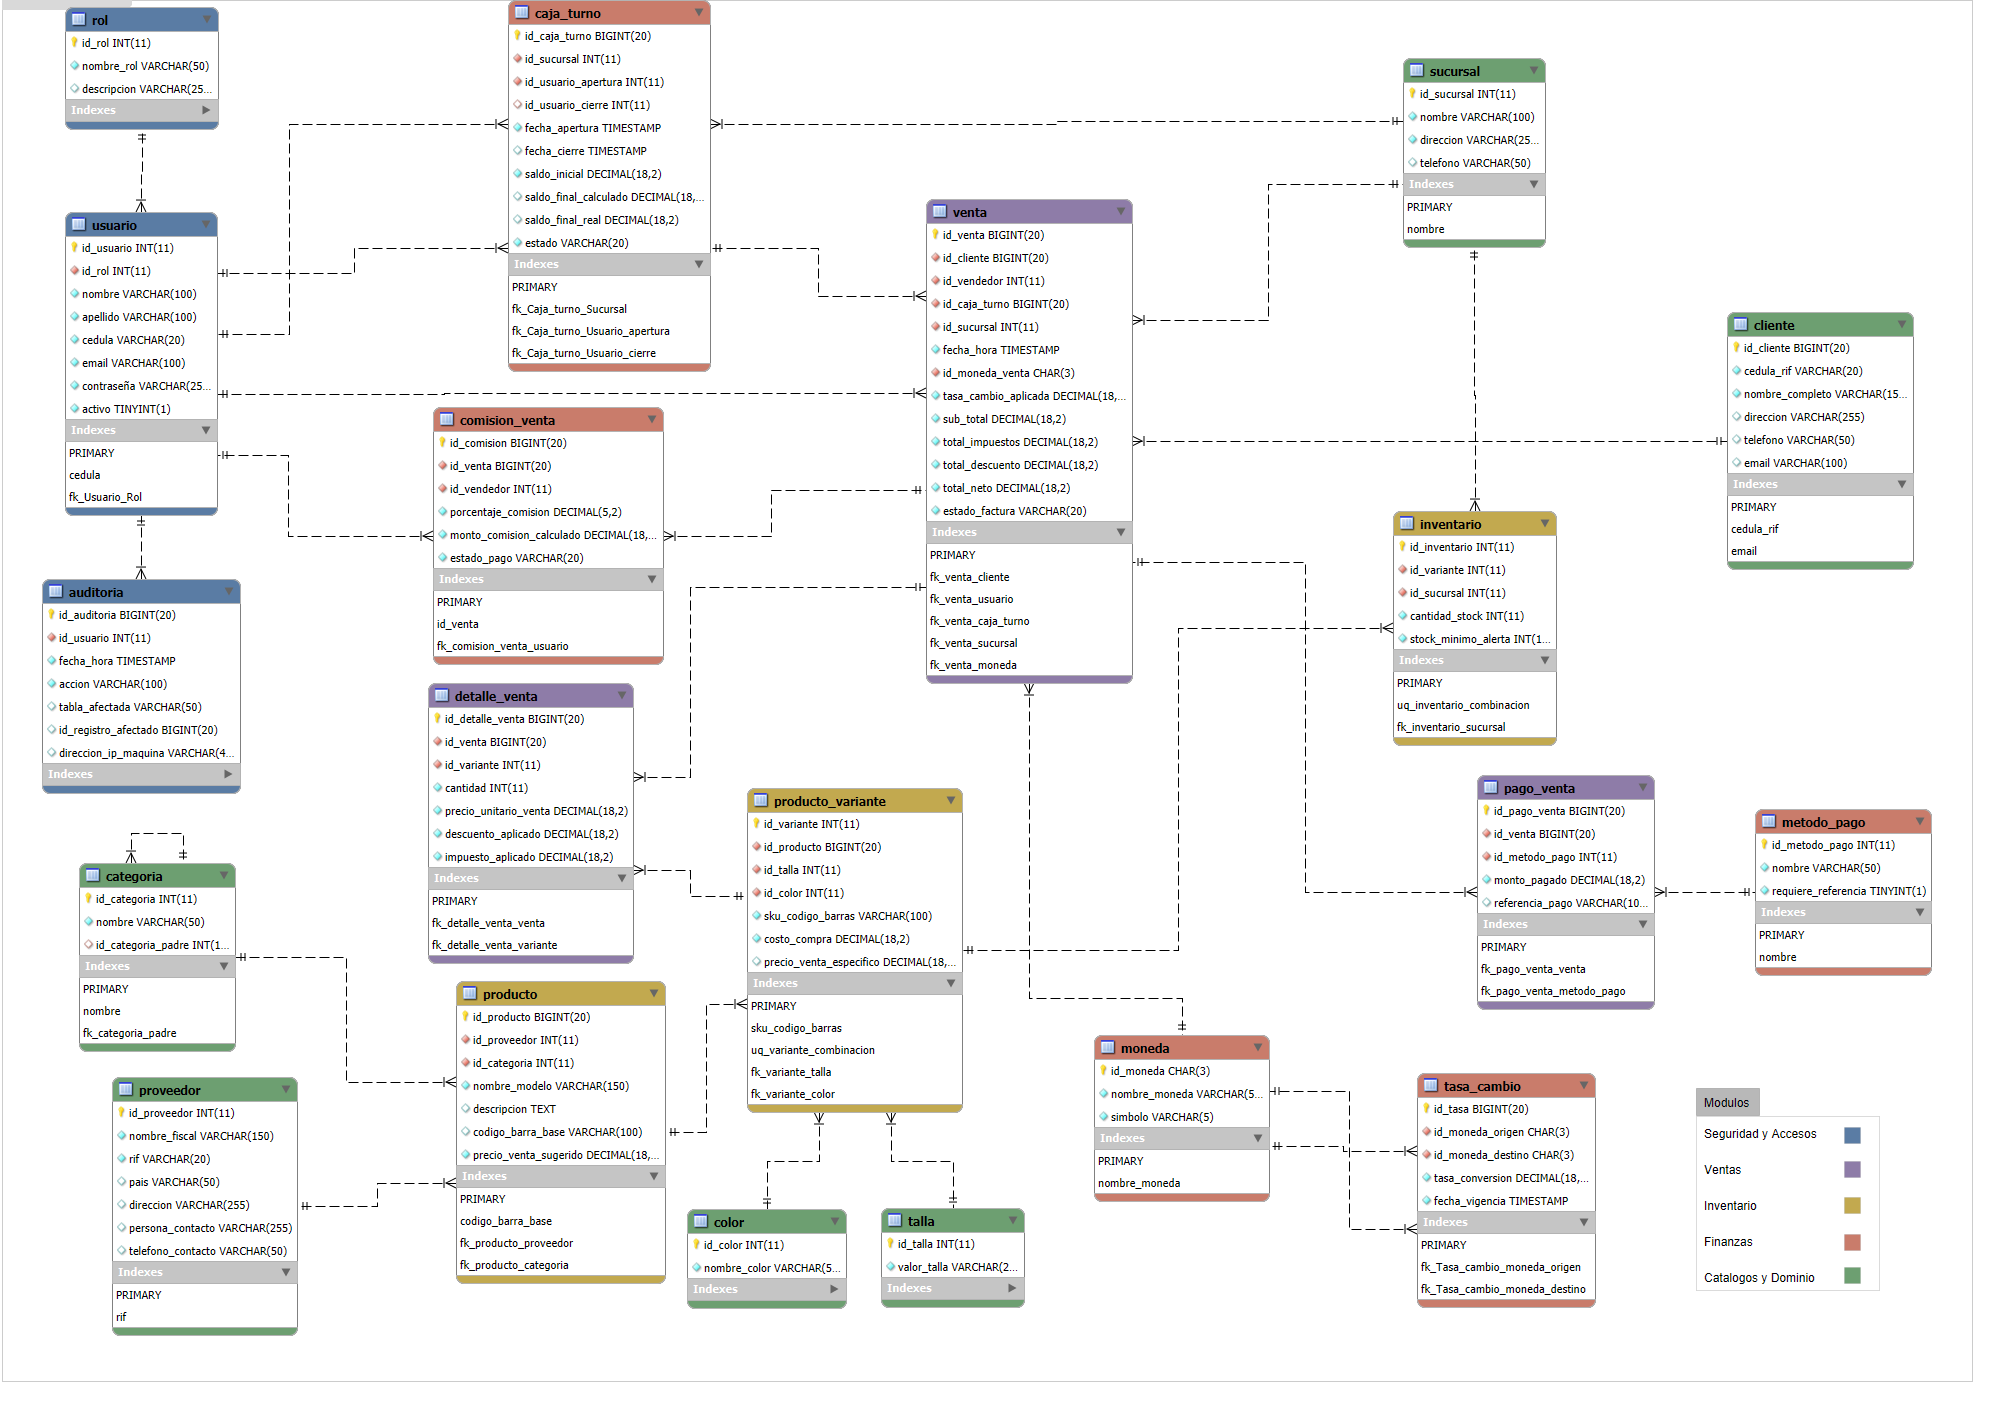 rol
id_rol INT(11)
nombre_rol VARCHAR(50)
descripcion VARCHAR(25...
Indexes
usuario
id_usuario INT(11)
id_rol INT(11)
nombre VARCHAR(100)
apellido VARCHAR(100)
cedula VARCHAR(20)
email VARCHAR(100)
contraseña VARCHAR(25...
activo TINYINT(1)
Indexes
PRIMARY
cedula
fk_Usuario_Rol
auditoria
id_auditoria BIGINT(20)
id_usuario INT(11)
fecha_hora TIMESTAMP
accion VARCHAR(100)
tabla_afectada VARCHAR(50)
id_registro_afectado BIGINT(20)
direccion_ip_maquina VARCHAR(4...
Indexes
categoria
id_categoria INT(11)
nombre VARCHAR(50)
id_categoria_padre INT(1...
Indexes
PRIMARY
nombre
fk_categoria_padre
proveedor
id_proveedor INT(11)
nombre_fiscal VARCHAR(150)
rif VARCHAR(20)
pais VARCHAR(50)
direccion VARCHAR(255)
persona_contacto VARCHAR(255)
telefono_contacto VARCHAR(50)
Indexes
PRIMARY
rif
caja_turno
id_caja_turno BIGINT(20)
id_sucursal INT(11)
id_usuario_apertura INT(11)
id_usuario_cierre INT(11)
fecha_apertura TIMESTAMP
fecha_cierre TIMESTAMP
saldo_inicial DECIMAL(18,2)
saldo_final_calculado DECIMAL(18,...
saldo_final_real DECIMAL(18,2)
estado VARCHAR(20)
Indexes
PRIMARY
fk_Caja_turno_Sucursal
fk_Caja_turno_Usuario_apertura
fk_Caja_turno_Usuario_cierre
comision_venta
id_comision BIGINT(20)
id_venta BIGINT(20)
id_vendedor INT(11)
porcentaje_comision DECIMAL(5,2)
monto_comision_calculado DECIMAL(18,...
estado_pago VARCHAR(20)
Indexes
PRIMARY
id_venta
fk_comision_venta_usuario
detalle_venta
id_detalle_venta BIGINT(20)
id_venta BIGINT(20)
id_variante INT(11)
cantidad INT(11)
precio_unitario_venta DECIMAL(18,2)
descuento_aplicado DECIMAL(18,2)
impuesto_aplicado DECIMAL(18,2)
Indexes
PRIMARY
fk_detalle_venta_venta
fk_detalle_venta_variante
producto
id_producto BIGINT(20)
id_proveedor INT(11)
id_categoria INT(11)
nombre_modelo VARCHAR(150)
descripcion TEXT
codigo_barra_base VARCHAR(100)
precio_venta_sugerido DECIMAL(18,...
Indexes
PRIMARY
codigo_barra_base
fk_producto_proveedor
fk_producto_categoria
venta
id_venta BIGINT(20)
id_cliente BIGINT(20)
id_vendedor INT(11)
id_caja_turno BIGINT(20)
id_sucursal INT(11)
fecha_hora TIMESTAMP
id_moneda_venta CHAR(3)
tasa_cambio_aplicada DECIMAL(18,...
sub_total DECIMAL(18,2)
total_impuestos DECIMAL(18,2)
total_descuento DECIMAL(18,2)
total_neto DECIMAL(18,2)
estado_factura VARCHAR(20)
Indexes
PRIMARY
fk_venta_cliente
fk_venta_usuario
fk_venta_caja_turno
fk_venta_sucursal
fk_venta_moneda
producto_variante
id_variante INT(11)
id_producto BIGINT(20)
id_talla INT(11)
id_color INT(11)
sku_codigo_barras VARCHAR(100)
costo_compra DECIMAL(18,2)
precio_venta_especifico DECIMAL(18,...
Indexes
PRIMARY
sku_codigo_barras
uq_variante_combinacion
fk_variante_talla
fk_variante_color
color
id_color INT(11)
nombre_color VARCHAR(5...
Indexes
talla
id_talla INT(11)
valor_talla VARCHAR(2...
Indexes
sucursal
id_sucursal INT(11)
nombre VARCHAR(100)
direccion VARCHAR(25...
telefono VARCHAR(50)
Indexes
PRIMARY
nombre
cliente
id_cliente BIGINT(20)
cedula_rif VARCHAR(20)
nombre_completo VARCHAR(15...
direccion VARCHAR(255)
telefono VARCHAR(50)
email VARCHAR(100)
Indexes
PRIMARY
cedula_rif
email
inventario
id_inventario INT(11)
id_variante INT(11)
id_sucursal INT(11)
cantidad_stock INT(11)
stock_minimo_alerta INT(1...
Indexes
PRIMARY
uq_inventario_combinacion
fk_inventario_sucursal
pago_venta
id_pago_venta BIGINT(20)
id_venta BIGINT(20)
id_metodo_pago INT(11)
monto_pagado DECIMAL(18,2)
referencia_pago VARCHAR(10...
Indexes
PRIMARY
fk_pago_venta_venta
fk_pago_venta_metodo_pago
metodo_pago
id_metodo_pago INT(11)
nombre VARCHAR(50)
requiere_referencia TINYINT(1)
Indexes
PRIMARY
nombre
moneda
id_moneda CHAR(3)
nombre_moneda VARCHAR(5...
simbolo VARCHAR(5)
Indexes
PRIMARY
nombre_moneda
tasa_cambio
id_tasa BIGINT(20)
id_moneda_origen CHAR(3)
id_moneda_destino CHAR(3)
tasa_conversion DECIMAL(18,...
fecha_vigencia TIMESTAMP
Indexes
PRIMARY
fk_Tasa_cambio_moneda_origen
fk_Tasa_cambio_moneda_destino
Modulos
Seguridad y Accesos
Ventas
Inventario
Finanzas
Catalogos y Dominio